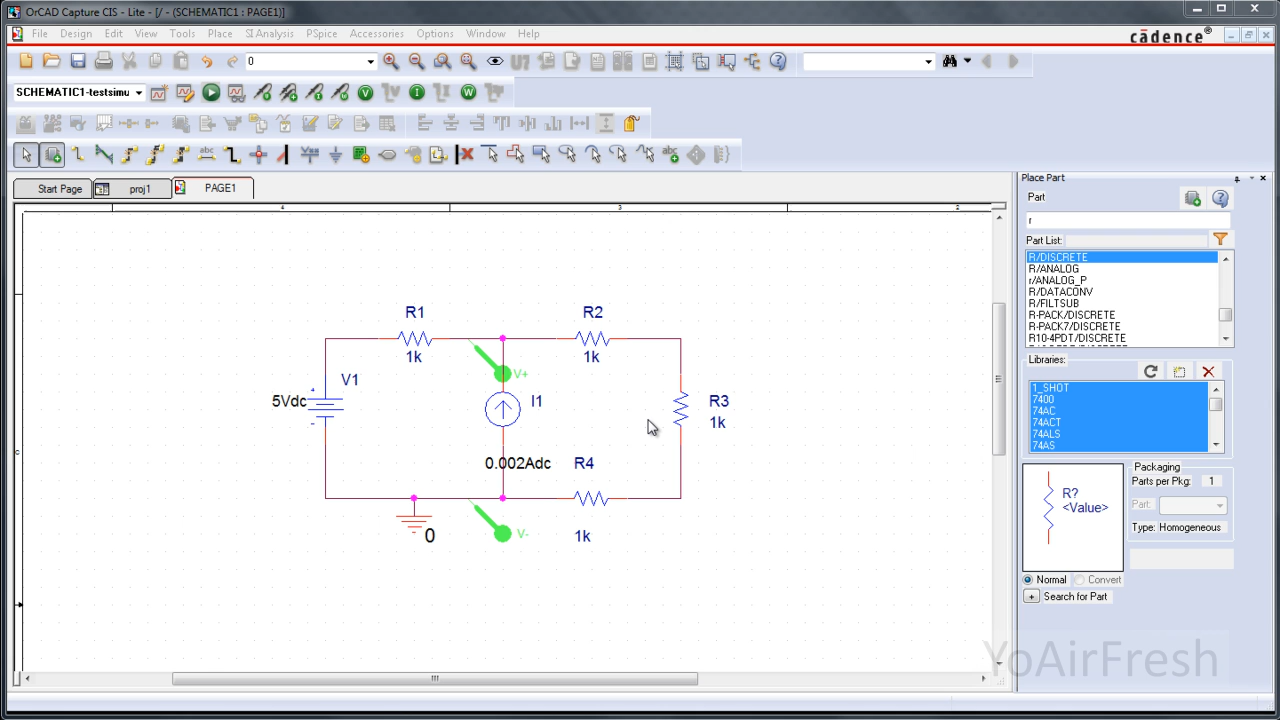 OrCAD Capture CIS - Lite - [/ - (SCHEMATIC1 : PAGE1)]
File Design Edit View Tools Place SI Analysis PSpice Accessories Options Window Help
cādence®
0
SCHEMATIC1-testsimu
Start Page proj1 PAGE1
4 3 2
C
R1
1k
R2
1k
V+
V1
5Vdc
I1
0.002Adc
R3
1k
R4
1k
V-
0
Place Part
Part
r
Part List:
R/DISCRETE
R/ANALOG
r/ANALOG_P
R/DATACONV
R/FILTSUB
R-PACK/DISCRETE
R-PACK7/DISCRETE
R10-4PDT/DISCRETE
Libraries:
1_SHOT
7400
74AC
74ACT
74ALS
74AS
R?
<Value>
Packaging
Parts per Pkg: 1
Part:
Type: Homogeneous
Normal Convert
Search for Part
YoAirFresh